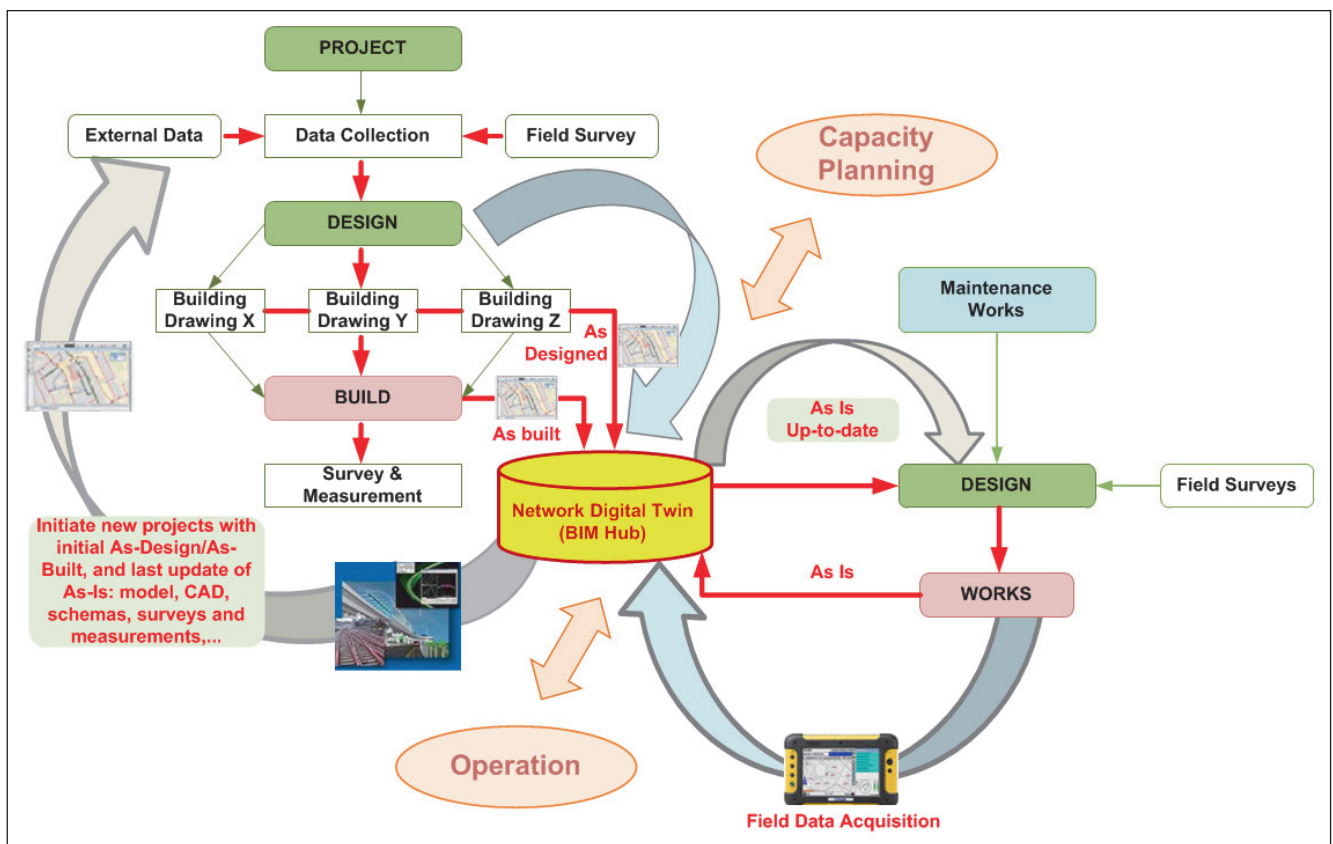 PROJECT
External Data
Data Collection
Field Survey
Capacity
Planning
DESIGN
Building
Drawing X
Building
Drawing Y
Building
Drawing Z
As
Designed
Maintenance
Works
BUILD
As built
As Is
Up-to-date
Survey &
Measurement
Network Digital Twin
(BIM Hub)
DESIGN
Field Surveys
Initiate new projects with
initial As-Design/As-
Built, and last update of
As-Is: model, CAD,
schemas, surveys and
measurements,...
As Is
WORKS
Operation
Field Data Acquisition